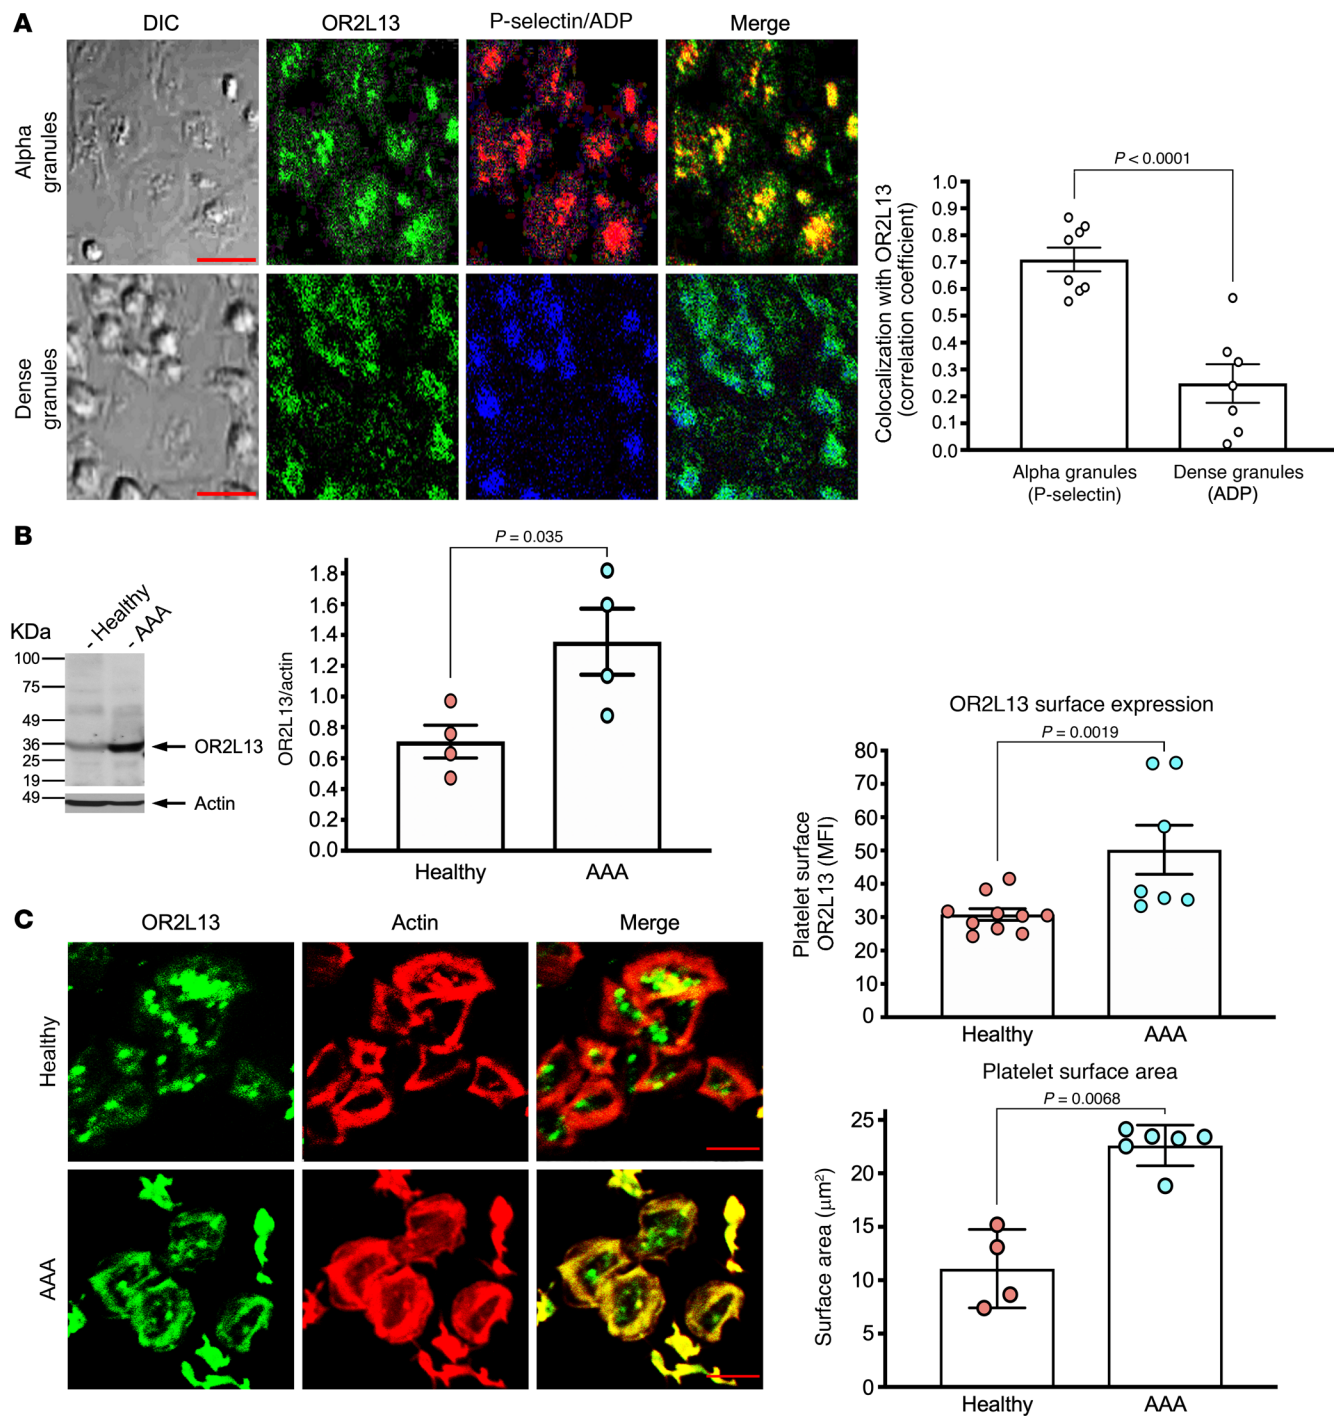 A
DIC
OR2L13
P-selectin/ADP
Merge
Alpha
granules
Dense
granules
P < 0.0001
Colocalization with OR2L13
(correlation coefficient)
1.0
0.9
0.8
0.7
0.6
0.5
0.4
0.3
0.2
0.1
0.0
Alpha granules
(P-selectin)
Dense granules
(ADP)
B
KDa
- Healthy
- AAA
100
75
49
36
25
19
49
OR2L13
Actin
P = 0.035
OR2L13/actin
1.8
1.6
1.4
1.2
1.0
0.8
0.6
0.4
0.2
0.0
Healthy
AAA
OR2L13 surface expression
P = 0.0019
Platelet surface
OR2L13 (MFI)
80
70
60
50
40
30
20
10
0
Healthy
AAA
C
OR2L13
Actin
Merge
Healthy
AAA
Platelet surface area
P = 0.0068
Surface area (μm²)
25
20
15
10
5
0
Healthy
AAA